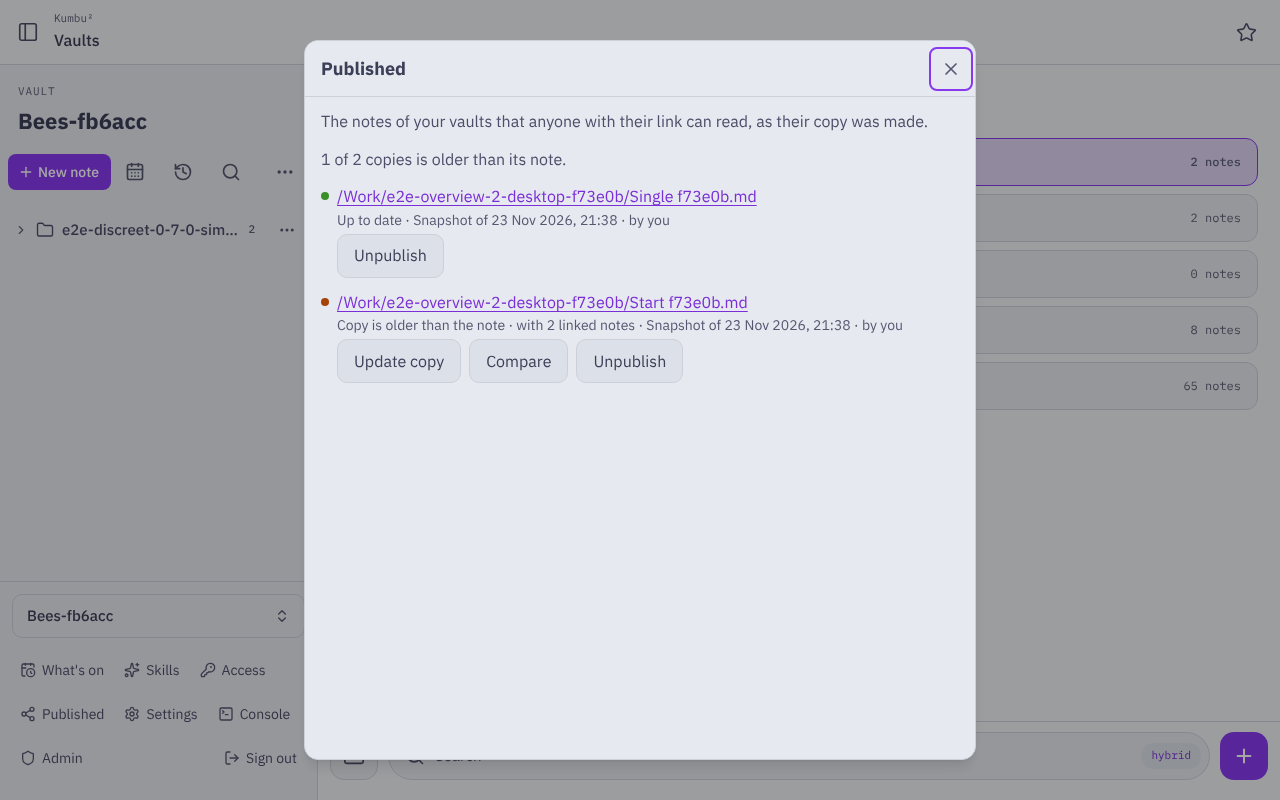 Kumbu²
Vaults
Published
VAULT
Bees-fb6acc
The notes of your vaults that anyone with their link can read, as their copy was made.
1 of 2 copies is older than its note.
New note
2 notes
/Work/e2e-overview-2-desktop-f73e0b/Single f73e0b.md
Up to date · Snapshot of 23 Nov 2026, 21:38 · by you
2 notes
e2e-discreet-0-7-0-sim... 2
Unpublish
0 notes
/Work/e2e-overview-2-desktop-f73e0b/Start f73e0b.md
Copy is older than the note · with 2 linked notes · Snapshot of 23 Nov 2026, 21:38 · by you
8 notes
Update copy Compare Unpublish
65 notes
Bees-fb6acc
What's on Skills Access
Published Settings Console
Admin Sign out
hybrid